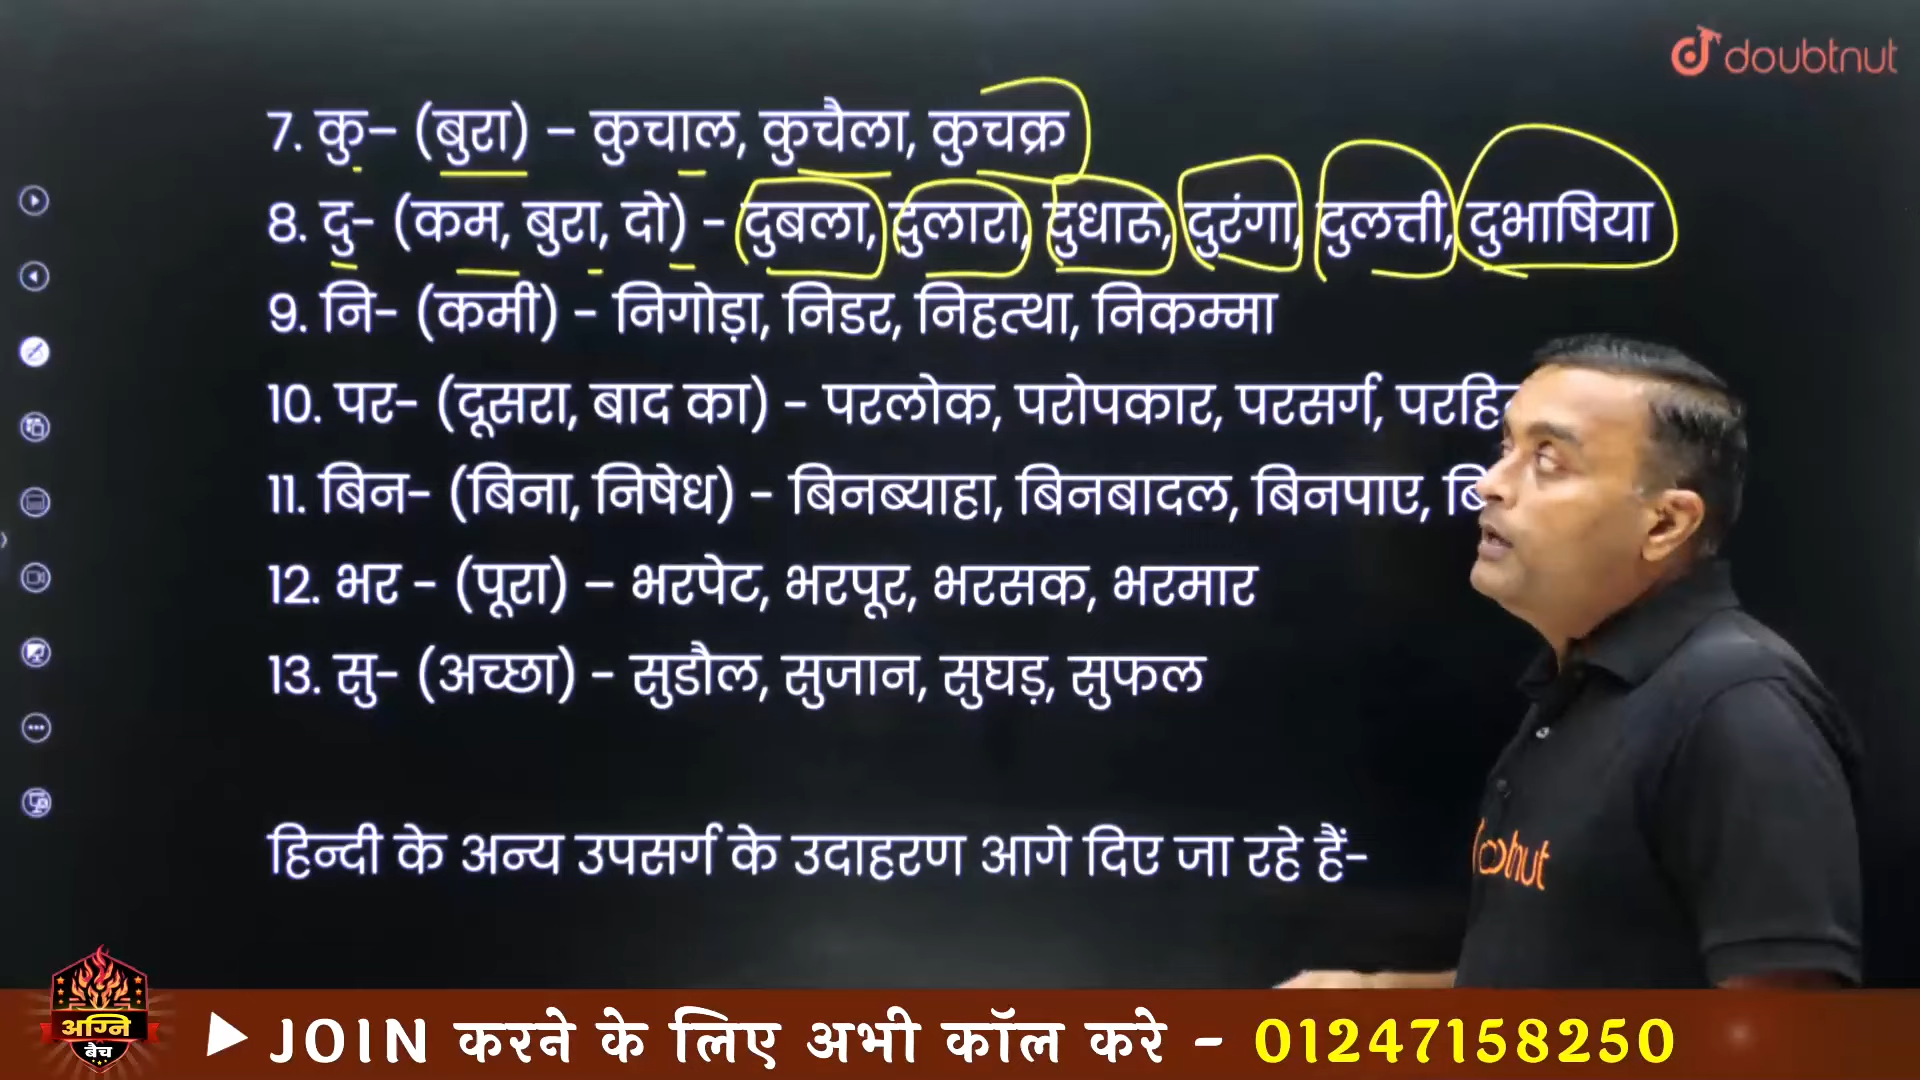 doubtnut
7. कु- (बुरा) – कुचाल, कुचैला, कुचक्र
8. दु- (कम, बुरा, दो) - दुबला, दुलारा, दुधारू, दुरंगा, दुलत्ती, दुभाषिया
9. नि- (कमी) - निगोड़ा, निडर, निहत्था, निकम्मा
10. पर- (दूसरा, बाद का) - परलोक, परोपकार, परसर्ग,
11. बिन- (बिना, निषेध) - बिनब्याहा, बिनबादल, बिनपाए,
12. भर - (पूरा) – भरपेट, भरपूर, भरसक, भरमार
13. सु- (अच्छा) - सुडौल, सुजान, सुघड़, सुफल
हिन्दी के अन्य उपसर्ग के उदाहरण आगे दिए जा रहे हैं-
अग्नि
बैच
JOIN करने के लिए अभी कॉल करे - 01247158250